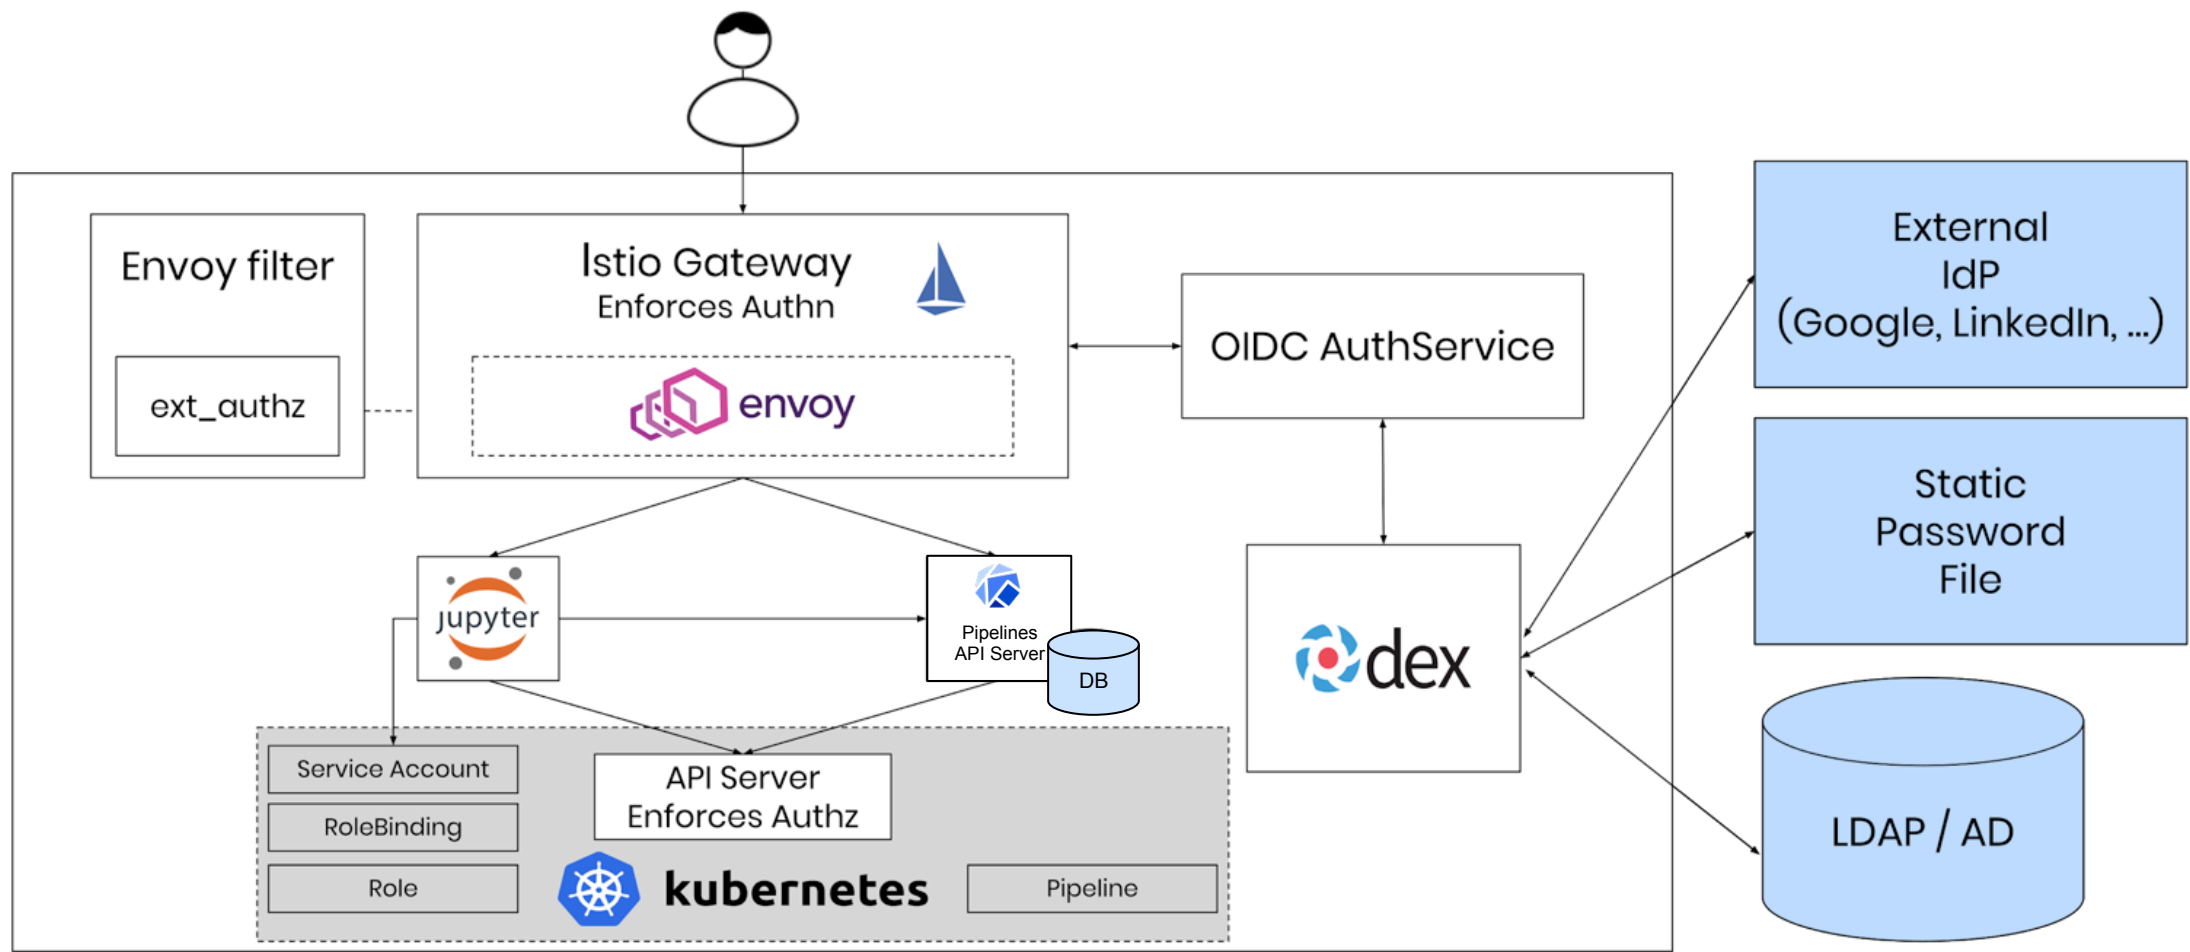 Envoy filter
ext_authz
Istio Gateway
Enforces Authn
envoy
OIDC AuthService
External
IdP
(Google, LinkedIn, ...)
Static
Password
File
jupyter
Pipelines
API Server
DB
dex
LDAP / AD
Service Account
RoleBinding
Role
API Server
Enforces Authz
kubernetes
Pipeline